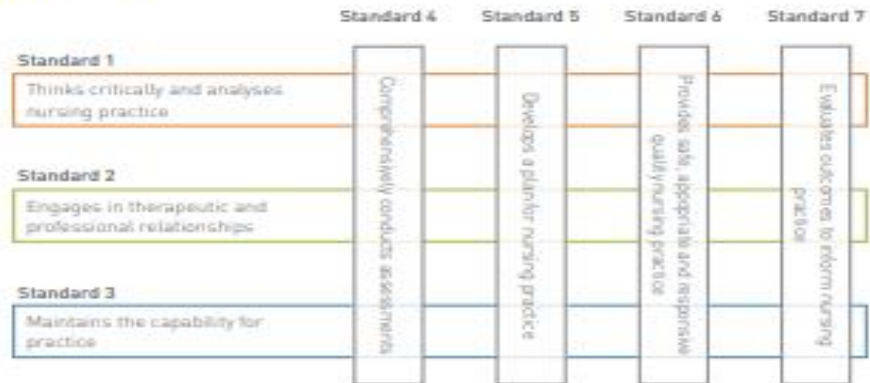 Standard 4
Standard 5
Standard 6
Standard 7
Standard 1
Thinks critically and analyses
nursing practice
Standard 2
Engages in therapeutic and
professional relationships
Standard 3
Maintains the capability for
practice
Comprehensively conducts assessments
Develops a plan for nursing practice
Provides safe, appropriate and responsive
quality nursing practice
Evaluates outcomes to inform nursing
practice